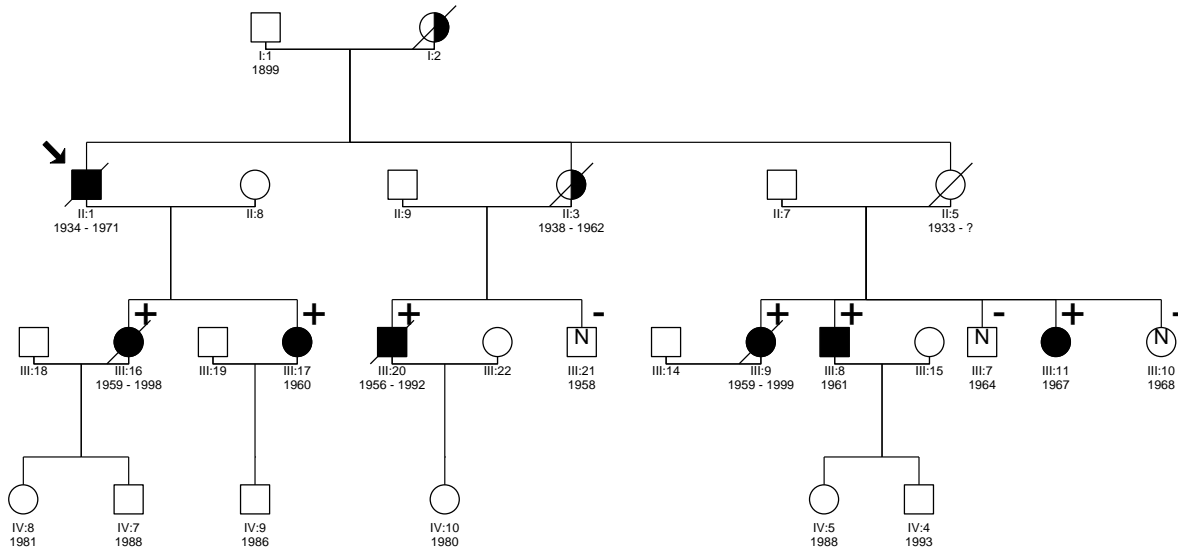 I:1
1899
I:2
II:1
1934 - 1971
II:8
II:9
II:3
1938 - 1962
II:7
II:5
1933 - ?
+
+
+
-
+
+
-
+
-
N
N
N
III:18
III:16
1959 - 1998
III:19
III:17
1960
III:20
1956 - 1992
III:22
III:21
1958
III:14
III:9
1959 - 1999
III:8
1961
III:15
III:7
1964
III:11
1967
III:10
1968
IV:8
1981
IV:7
1988
IV:9
1986
IV:10
1980
IV:5
1988
IV:4
1993